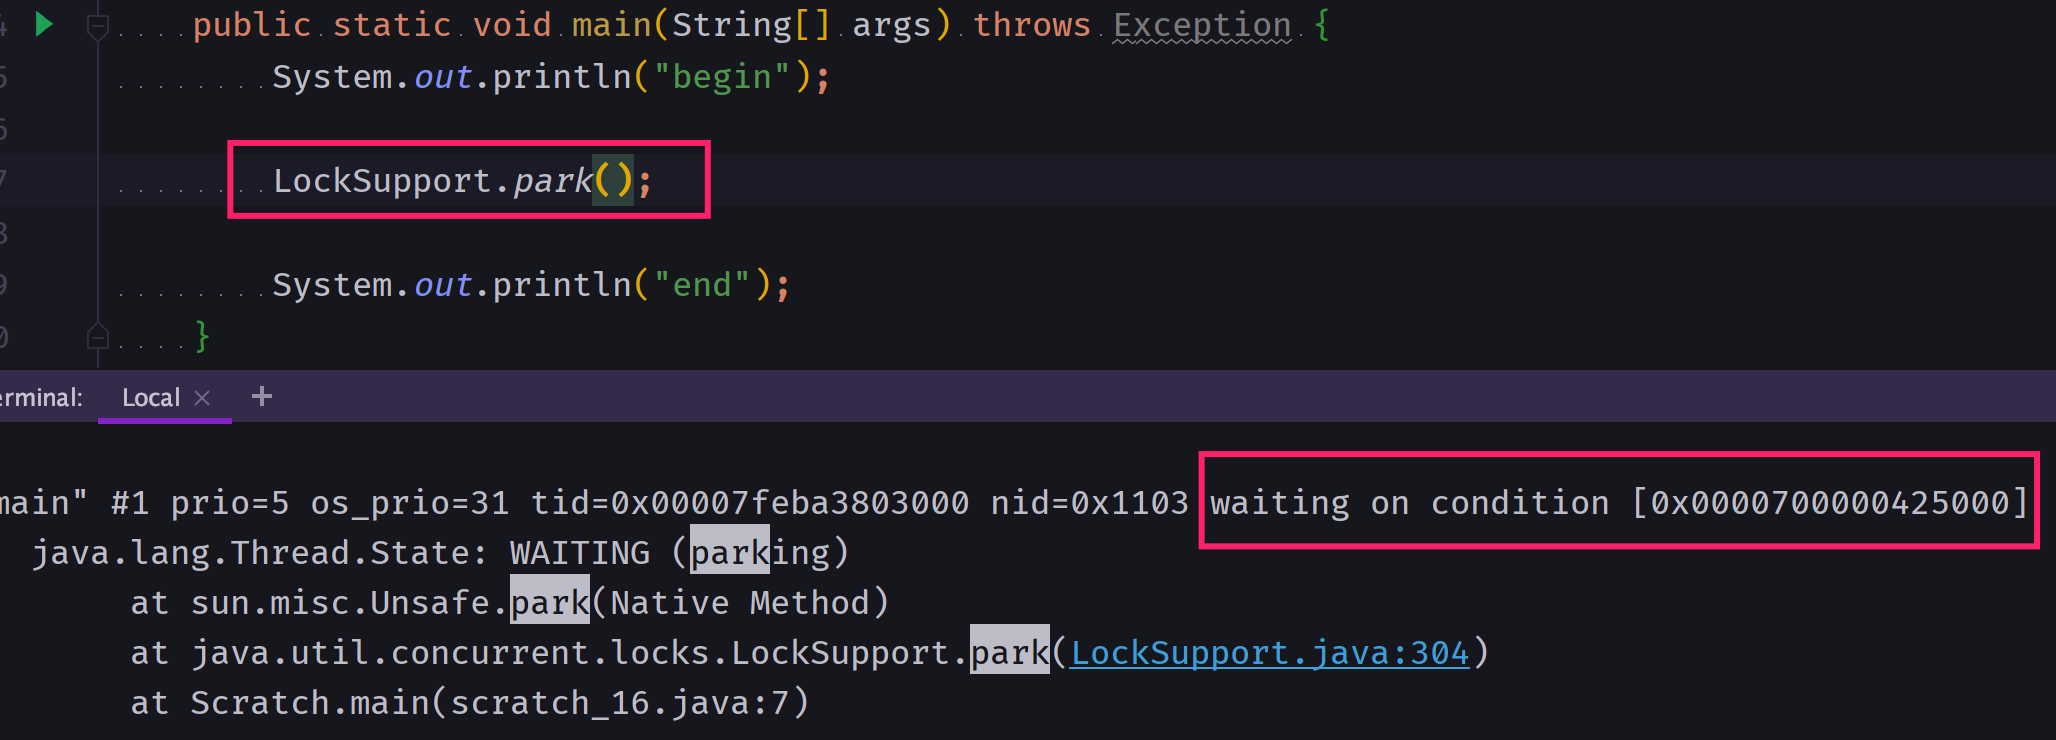 public static void main(String[] args) throws Exception {
System.out.println("begin");
LockSupport.park();
System.out.println("end");
}
erminal: Local × +
main" #1 prio=5 os_prio=31 tid=0x00007feba3803000 nid=0x1103 waiting on condition [0x0000700000425000]
java.lang.Thread.State: WAITING (parking)
at sun.misc.Unsafe.park(Native Method)
at java.util.concurrent.locks.LockSupport.park(LockSupport.java:304)
at Scratch.main(scratch_16.java:7)